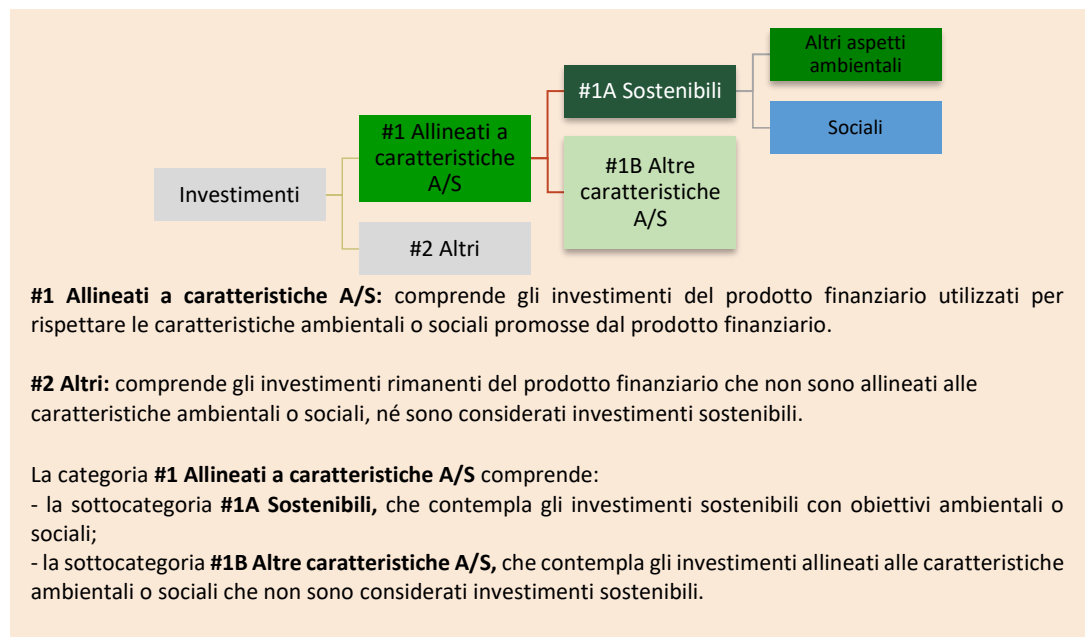 Altri aspetti
ambientali
#1A Sostenibili
Sociali
#1 Allineati a
caratteristiche
A/S
#1B Altre
caratteristiche
A/S
Investimenti
#2 Altri
#1 Allineati a caratteristiche A/S: comprende gli investimenti del prodotto finanziario utilizzati per
rispettare le caratteristiche ambientali o sociali promosse dal prodotto finanziario.
#2 Altri: comprende gli investimenti rimanenti del prodotto finanziario che non sono allineati alle
caratteristiche ambientali o sociali, né sono considerati investimenti sostenibili.
La categoria #1 Allineati a caratteristiche A/S comprende:
- la sottocategoria #1A Sostenibili, che contempla gli investimenti sostenibili con obiettivi ambientali o
sociali;
- la sottocategoria #1B Altre caratteristiche A/S, che contempla gli investimenti allineati alle caratteristiche
ambientali o sociali che non sono considerati investimenti sostenibili.